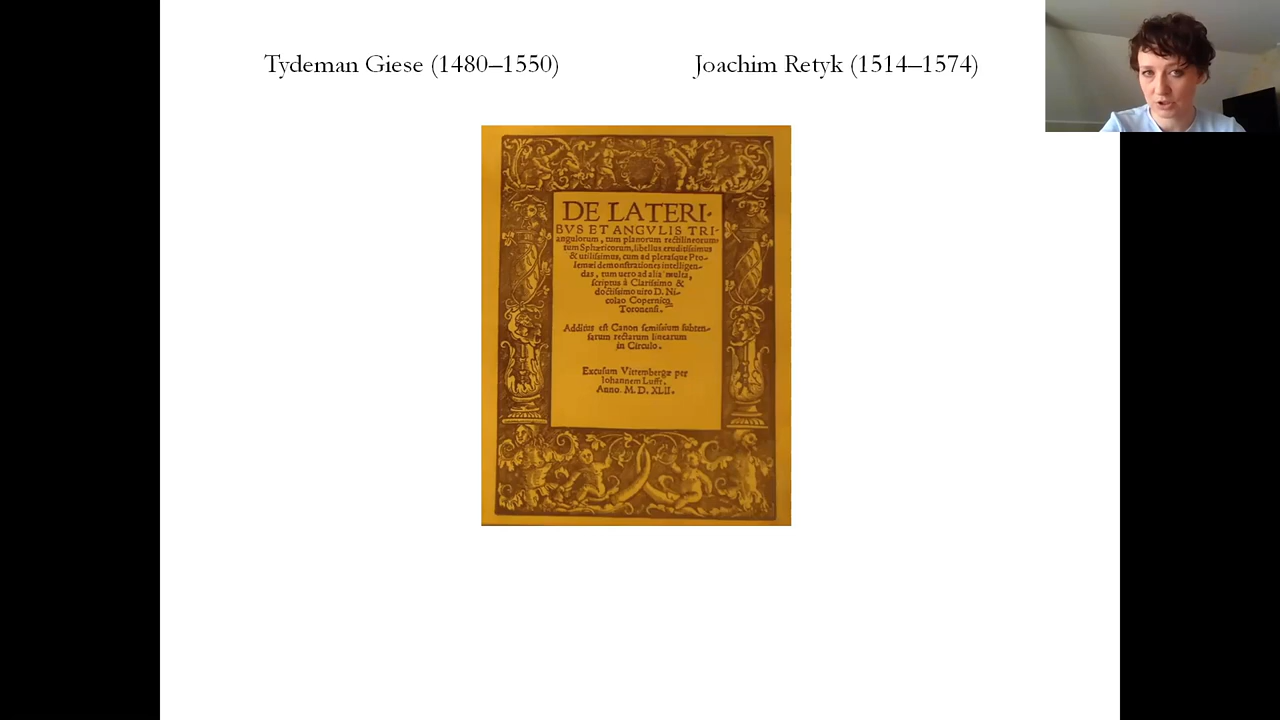 Tydeman Giese (1480–1550)
Joachim Retyk (1514–1574)
DE LATERI-
BVS ET ANGVLIS TRI-
angulorum, tum planorum rectilineorum,
tum Sphæricorum, libellus eruditissimus
& utilissimus, cum ad plerasque Pto-
lemæi demonstrationes intelligen-
das, tum uero ad alia multa,
scriptus à Clarissimo &
doctissimo uiro D. Ni-
colao Copernico
Toronensi.
Additus est Canon semissium subten-
sarum rectarum linearum
in Circulo.
Excusum Vittembergæ per
Iohannem Lufft.
Anno M. D. XLII.